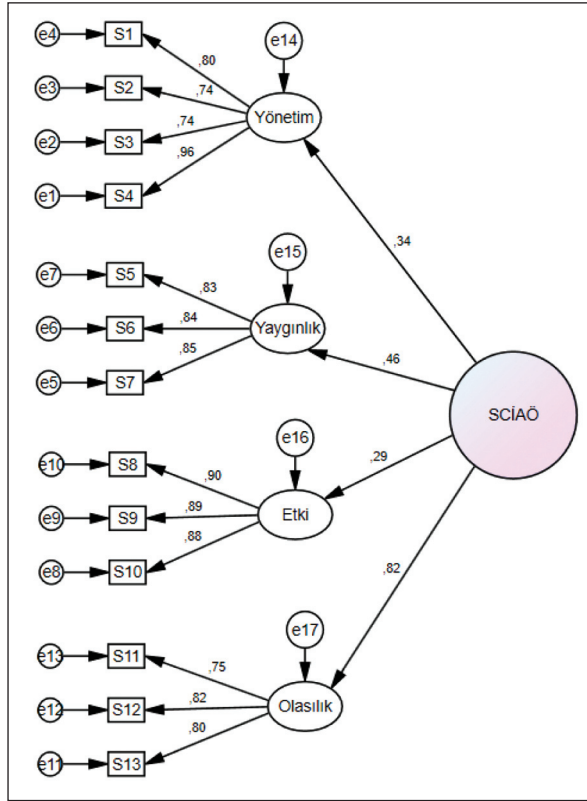 e4 S1
,80
e14
e3 S2
,74
Yönetim
e2 S3
,74
e1 S4
,96
,34
e15
e7 S5
,83
e6 S6
,84
Yaygınlık
e5 S7
,85
,46
SCİAÖ
e16
e10 S8
,90
,29
e9 S9
,89
Etki
e8 S10
,88
,82
e17
e13 S11
,75
e12 S12
,82
Olasılık
e11 S13
,80